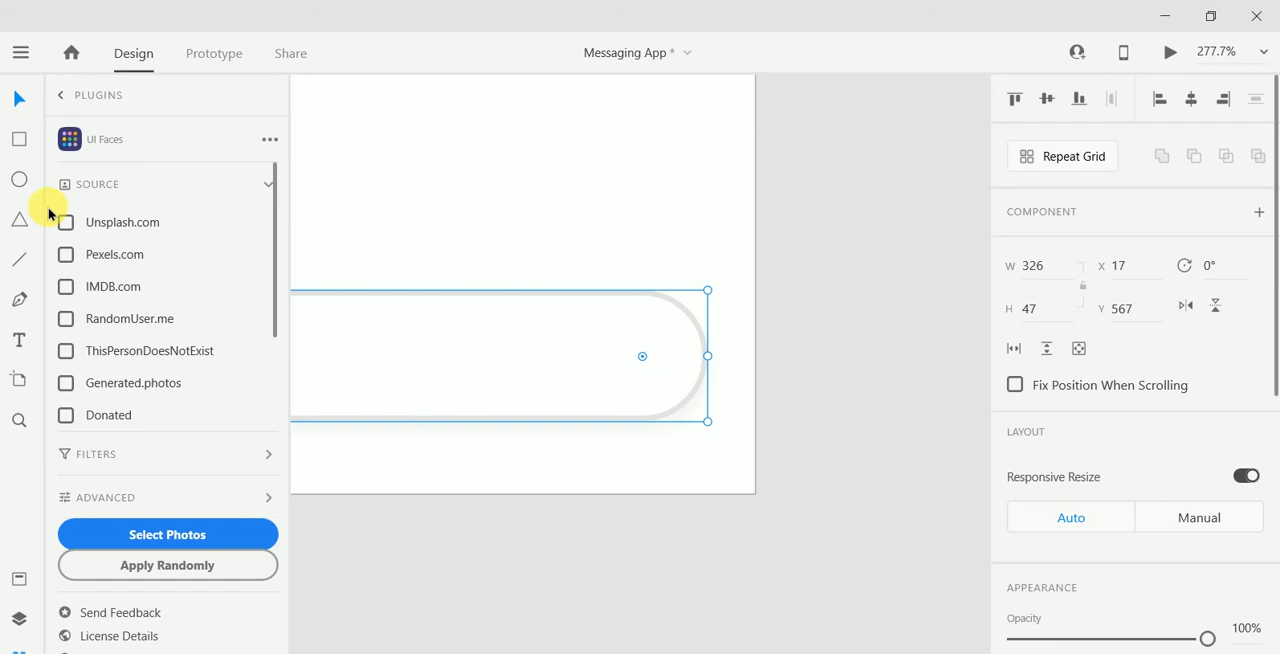 Design
Prototype
Share
Messaging App *
277.7%
PLUGINS
UI Faces
SOURCE
Unsplash.com
Pexels.com
IMDB.com
RandomUser.me
ThisPersonDoesNotExist
Generated.photos
Donated
FILTERS
ADVANCED
Select Photos
Apply Randomly
Send Feedback
License Details
Repeat Grid
COMPONENT
W 326 X 17 0°
H 47 Y 567
Fix Position When Scrolling
LAYOUT
Responsive Resize
Auto Manual
APPEARANCE
Opacity
100%